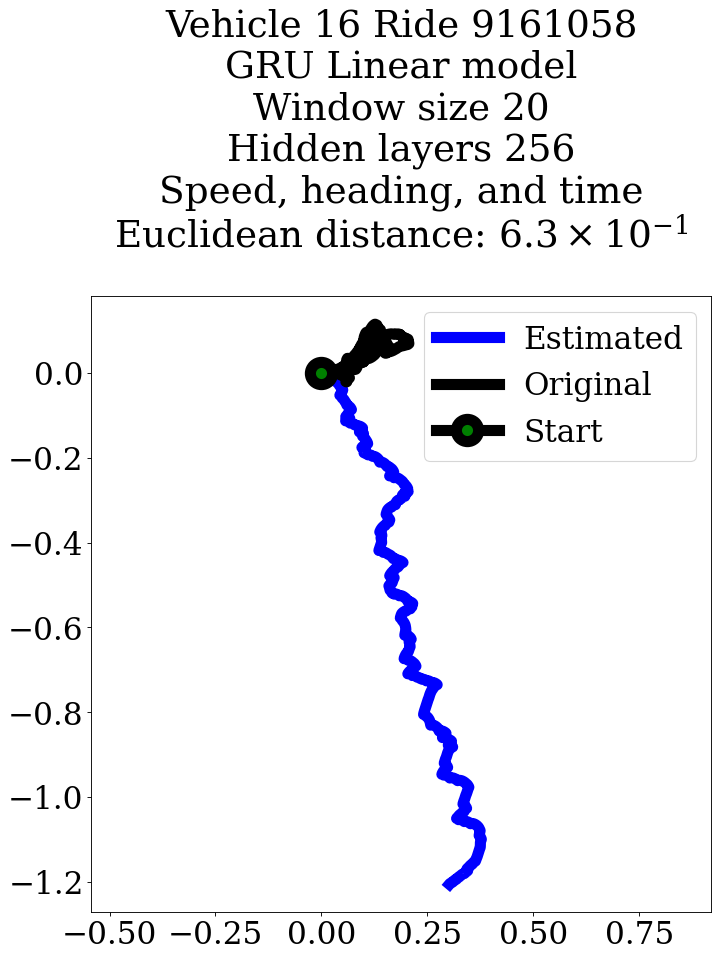 Vehicle 16 Ride 9161058
GRU Linear model
Window size 20
Hidden layers 256
Speed, heading, and time
Euclidean distance: 6.3 × 10⁻¹
Estimated
Original
Start
0.0
−0.2
−0.4
−0.6
−0.8
−1.0
−1.2
−0.50 −0.25 0.00 0.25 0.50 0.75